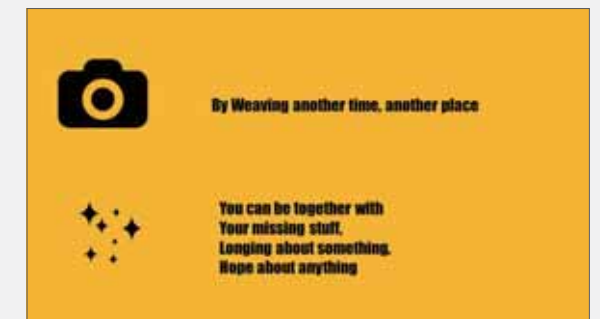 By Weaving another time, another place
You can be together with
Your missing stuff,
Longing about something,
Hope about anything